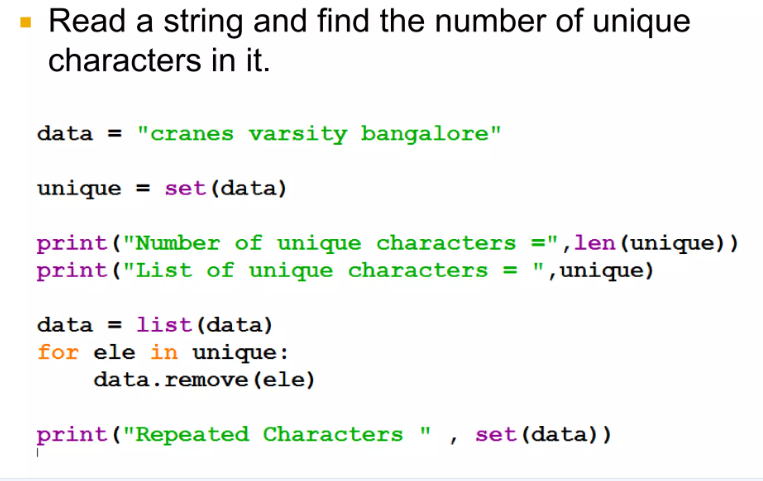 Read a string and find the number of unique
characters in it.
data = "cranes varsity bangalore"
unique = set(data)
print("Number of unique characters =",len(unique))
print("List of unique characters = ",unique)
data = list(data)
for ele in unique:
    data.remove(ele)
print("Repeated Characters " , set(data))